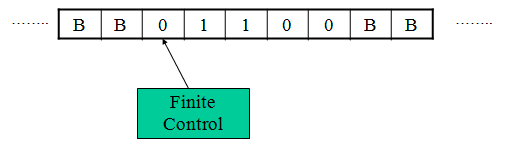 ........ B B 0 1 1 0 0 B B ........
Finite
Control